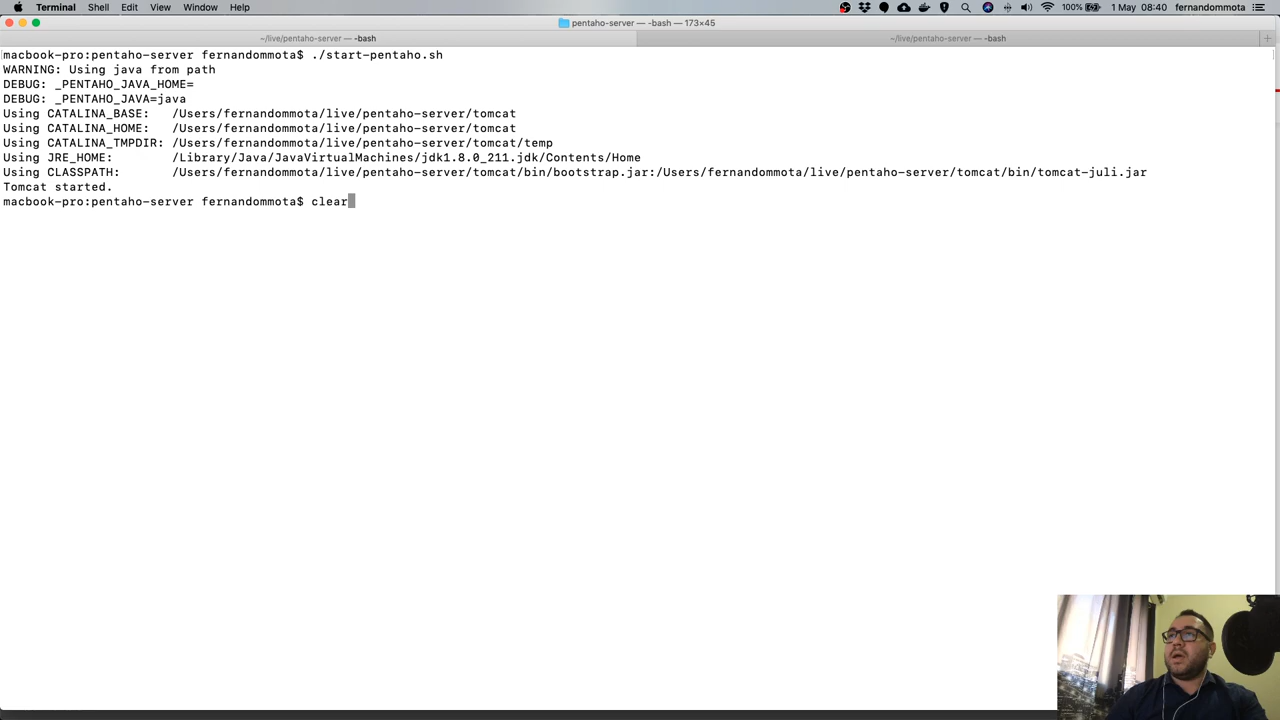 Terminal Shell Edit View Window Help 100% 1 May 08:40 fernandommota
pentaho-server — -bash — 173×45
~/live/pentaho-server — -bash ~/live/pentaho-server — -bash
macbook-pro:pentaho-server fernandommota$ ./start-pentaho.sh
WARNING: Using java from path
DEBUG: _PENTAHO_JAVA_HOME=
DEBUG: _PENTAHO_JAVA=java
Using CATALINA_BASE:   /Users/fernandommota/live/pentaho-server/tomcat
Using CATALINA_HOME:   /Users/fernandommota/live/pentaho-server/tomcat
Using CATALINA_TMPDIR: /Users/fernandommota/live/pentaho-server/tomcat/temp
Using JRE_HOME:        /Library/Java/JavaVirtualMachines/jdk1.8.0_211.jdk/Contents/Home
Using CLASSPATH:       /Users/fernandommota/live/pentaho-server/tomcat/bin/bootstrap.jar:/Users/fernandommota/live/pentaho-server/tomcat/bin/tomcat-juli.jar
Tomcat started.
macbook-pro:pentaho-server fernandommota$ clear